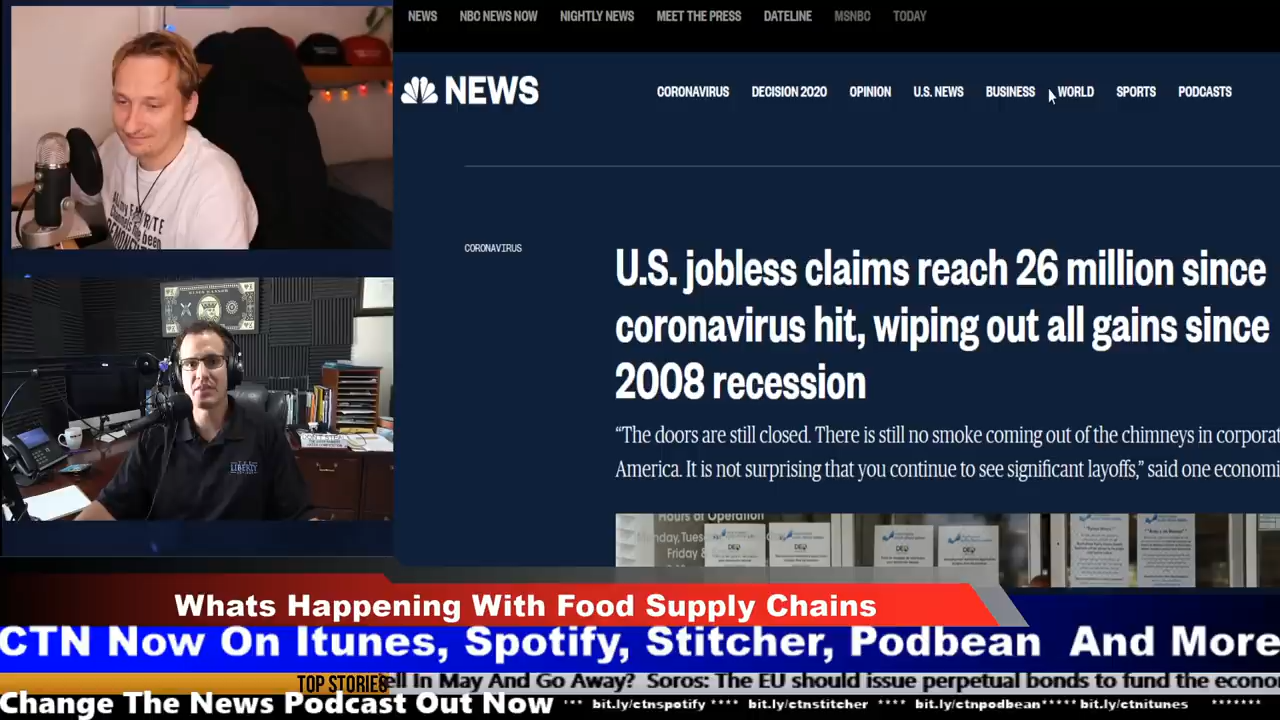 NEWS NBC NEWS NOW NIGHTLY NEWS MEET THE PRESS DATELINE MSNBC TODAY
NEWS
CORONAVIRUS DECISION 2020 OPINION U.S. NEWS BUSINESS WORLD SPORTS PODCASTS
CORONAVIRUS
U.S. jobless claims reach 26 million since
coronavirus hit, wiping out all gains since
2008 recession
“The doors are still closed. There is still no smoke coming out of the chimneys in corporat
America. It is not surprising that you continue to see significant layoffs,” said one economi
Hours of Operation
LIBERTY
DEO
DEO
DEO
DEO
Whats Happening With Food Supply Chains
CTN Now On Itunes, Spotify, Stitcher, Podbean And More
TOP STORIES
ell In May And Go Away? Soros: The EU should issue perpetual bonds to fund the econo
Change The News Podcast Out Now
*** bit.ly/ctnspotify **** bit.ly/ctnstitcher **** bit.ly/ctnpodbean**** bit.ly/ctnitunes ***